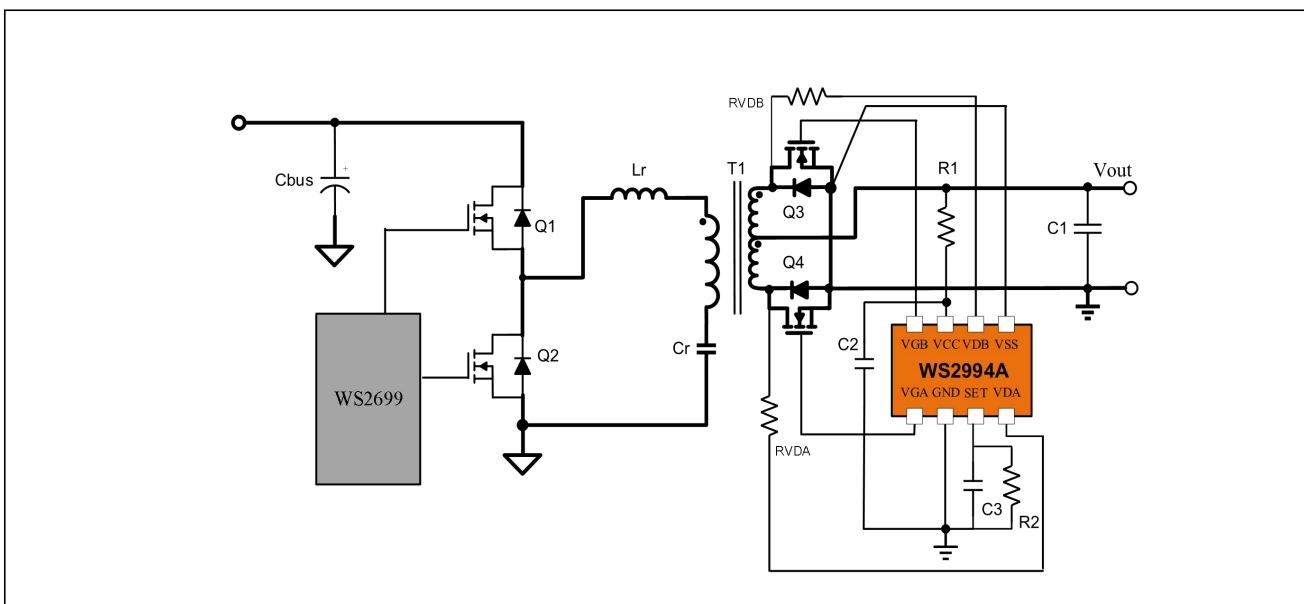 RVDB
Lr
T1
R1
Vout
Cbus
+
Q1
Q3
C1
Q4
Q2
Cr
C2
VGB VCC VDB VSS
WS2994A
VGA GND SET VDA
WS2699
RVDA
C3
R2